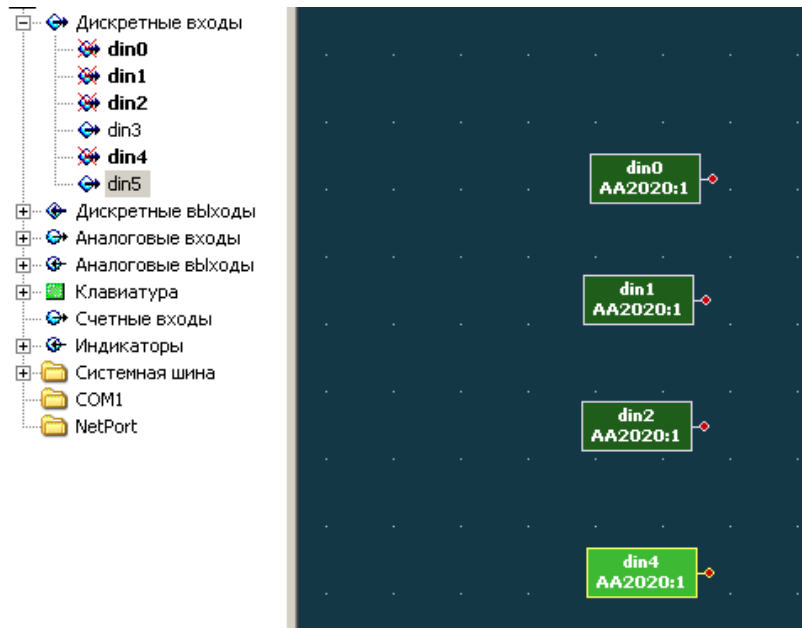 Дискретные входы
din0
din1
din2
din3
din4
din5
Дискретные вЫходы
Аналоговые входы
Аналоговые вЫходы
Клавиатура
Счетные входы
Индикаторы
Системная шина
COM1
NetPort
din0
AA2020:1
din1
AA2020:1
din2
AA2020:1
din4
AA2020:1